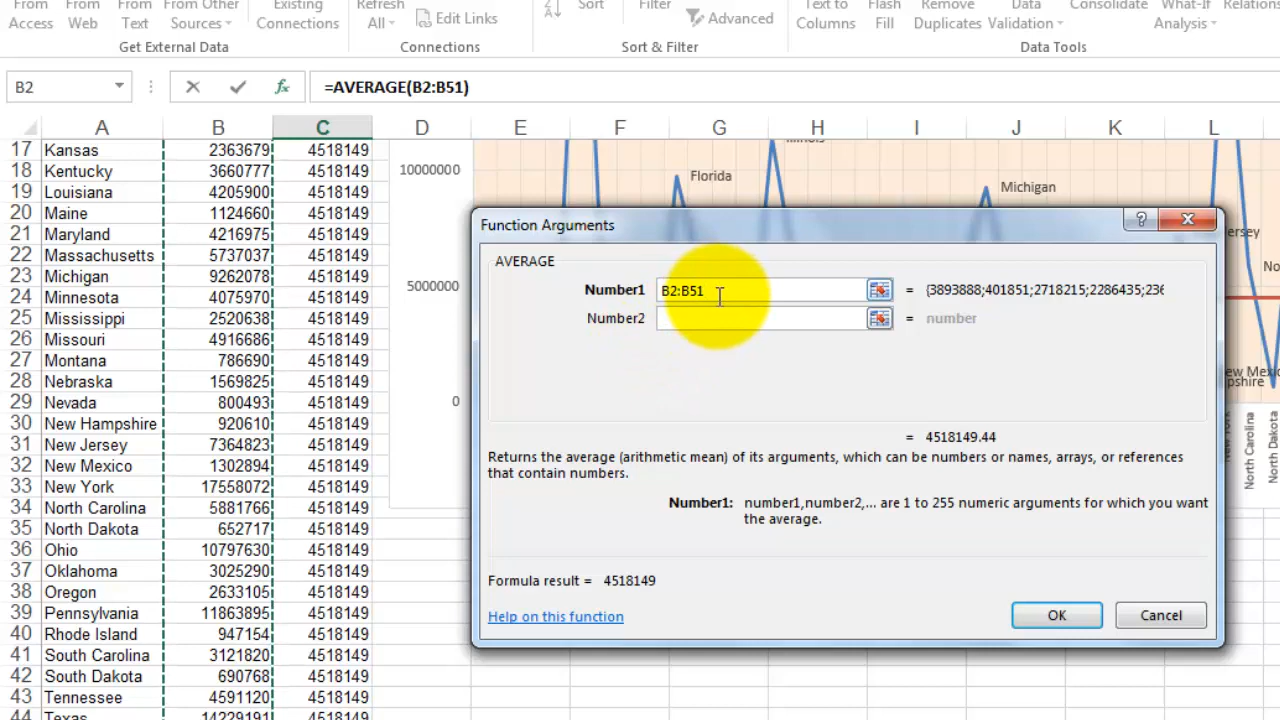 From From From From Other Existing Refresh Sort Filter Text to Flash Remove Data Consolidate What-If
Access Web Text Sources Connections All Edit Links Advanced Columns Fill Duplicates Validation Analysis
Get External Data Connections Sort & Filter Data Tools
B2 fx =AVERAGE(B2:B51)
A B C D E F G H I J K L
17 Kansas 2363679 4518149
18 Kentucky 3660777 4518149
19 Louisiana 4205900 4518149
20 Maine 1124660 4518149
21 Maryland 4216975 4518149
22 Massachusetts 5737037 4518149
23 Michigan 9262078 4518149
24 Minnesota 4075970 4518149
25 Mississippi 2520638 4518149
26 Missouri 4916686 4518149
27 Montana 786690 4518149
28 Nebraska 1569825 4518149
29 Nevada 800493 4518149
30 New Hampshire 920610 4518149
31 New Jersey 7364823 4518149
32 New Mexico 1302894 4518149
33 New York 17558072 4518149
34 North Carolina 5881766 4518149
35 North Dakota 652717 4518149
36 Ohio 10797630 4518149
37 Oklahoma 3025290 4518149
38 Oregon 2633105 4518149
39 Pennsylvania 11863895 4518149
40 Rhode Island 947154 4518149
41 South Carolina 3121820 4518149
42 South Dakota 690768 4518149
43 Tennessee 4591120 4518149
44 Texas 14229191 4518149
10000000
5000000
0
Florida
Illinois
Michigan
North Carolina
North Dakota
Function Arguments
?
AVERAGE
Number1 B2:B51 = {3893888;401851;2718215;2286435;236
Number2 = number
= 4518149.44
Returns the average (arithmetic mean) of its arguments, which can be numbers or names, arrays, or references
that contain numbers.
Number1: number1,number2,... are 1 to 255 numeric arguments for which you want
the average.
Formula result = 4518149
Help on this function
OK Cancel